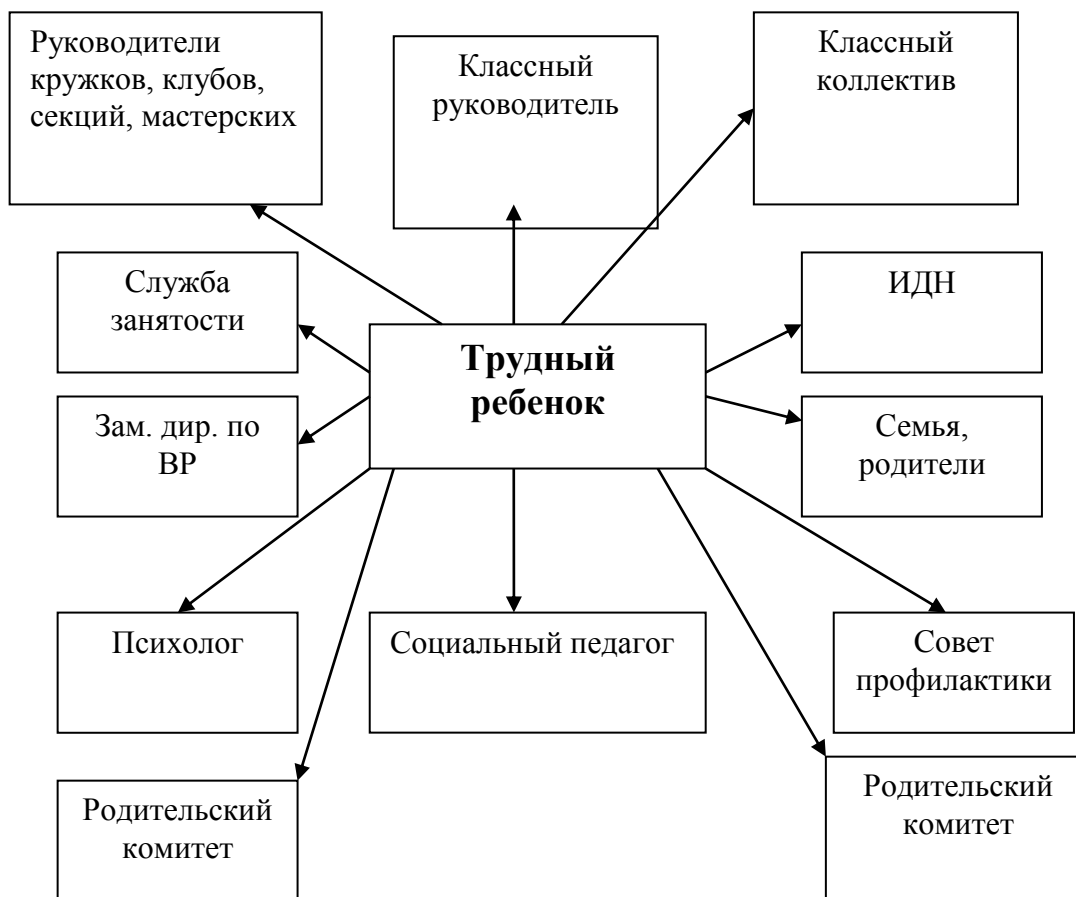 Руководители
кружков, клубов,
секций, мастерских
Классный
руководитель
Классный
коллектив
Служба
занятости
ИДН
Трудный
ребенок
Зам. дир. по
ВР
Семья,
родители
Психолог
Социальный педагог
Совет
профилактики
Родительский
комитет
Родительский
комитет